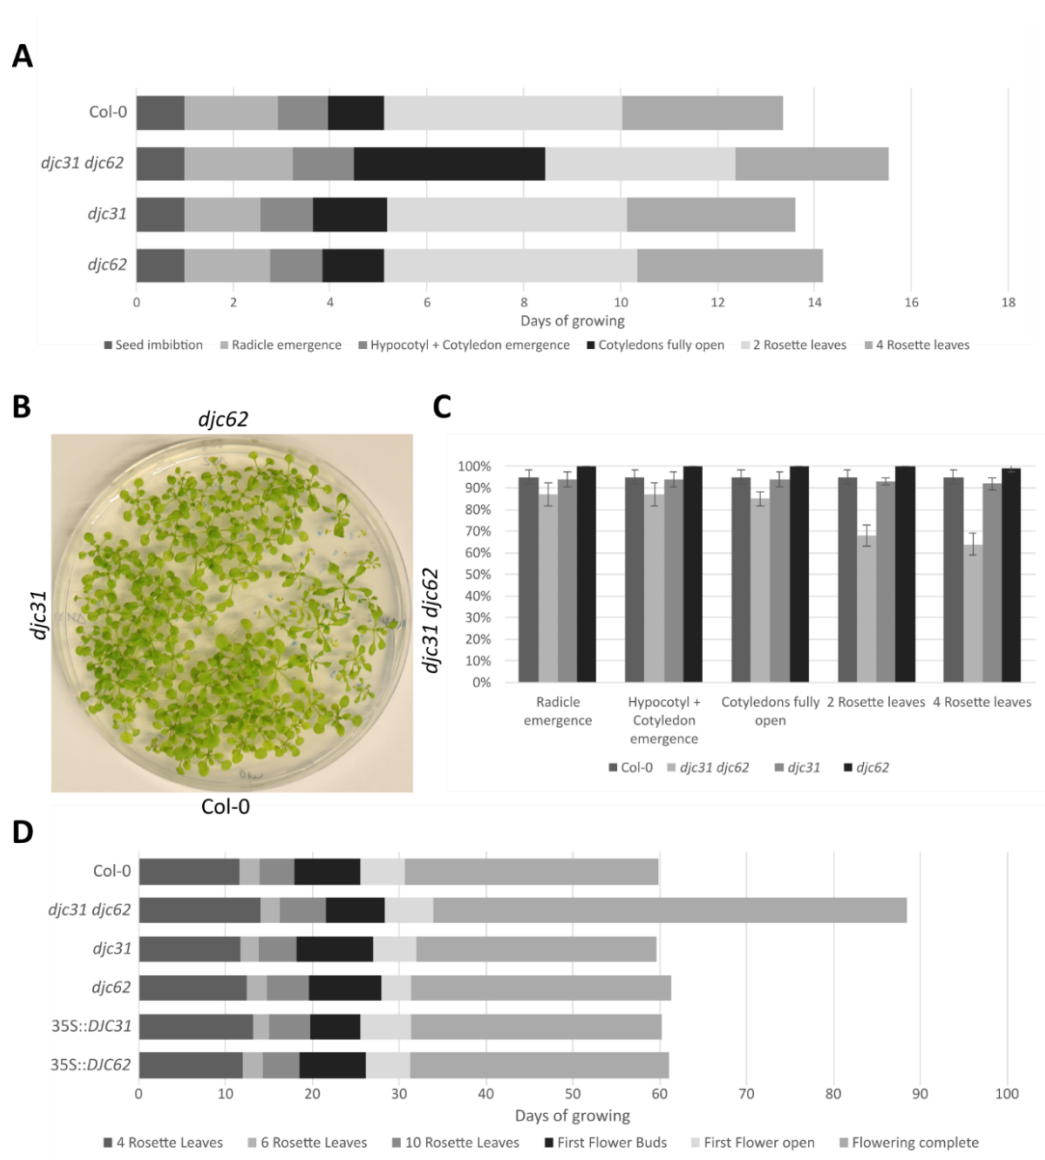 A
Col-0
djc31 djc62
djc31
djc62
0 2 4 6 8 10 12 14 16 18
Days of growing
Seed imbibtion Radicle emergence Hypocotyl + Cotyledon emergence Cotyledons fully open 2 Rosette leaves 4 Rosette leaves
B
djc62
djc31
djc31 djc62
Col-0
C
100%
90%
80%
70%
60%
50%
40%
30%
20%
10%
0%
Radicle
emergence
Hypocotyl +
Cotyledon
emergence
Cotyledons fully
open
2 Rosette leaves
4 Rosette leaves
Col-0 djc31 djc62 djc31 djc62
D
Col-0
djc31 djc62
djc31
djc62
35S::DJC31
35S::DJC62
0 10 20 30 40 50 60 70 80 90 100
Days of growing
4 Rosette Leaves 6 Rosette Leaves 10 Rosette Leaves First Flower Buds First Flower open Flowering complete